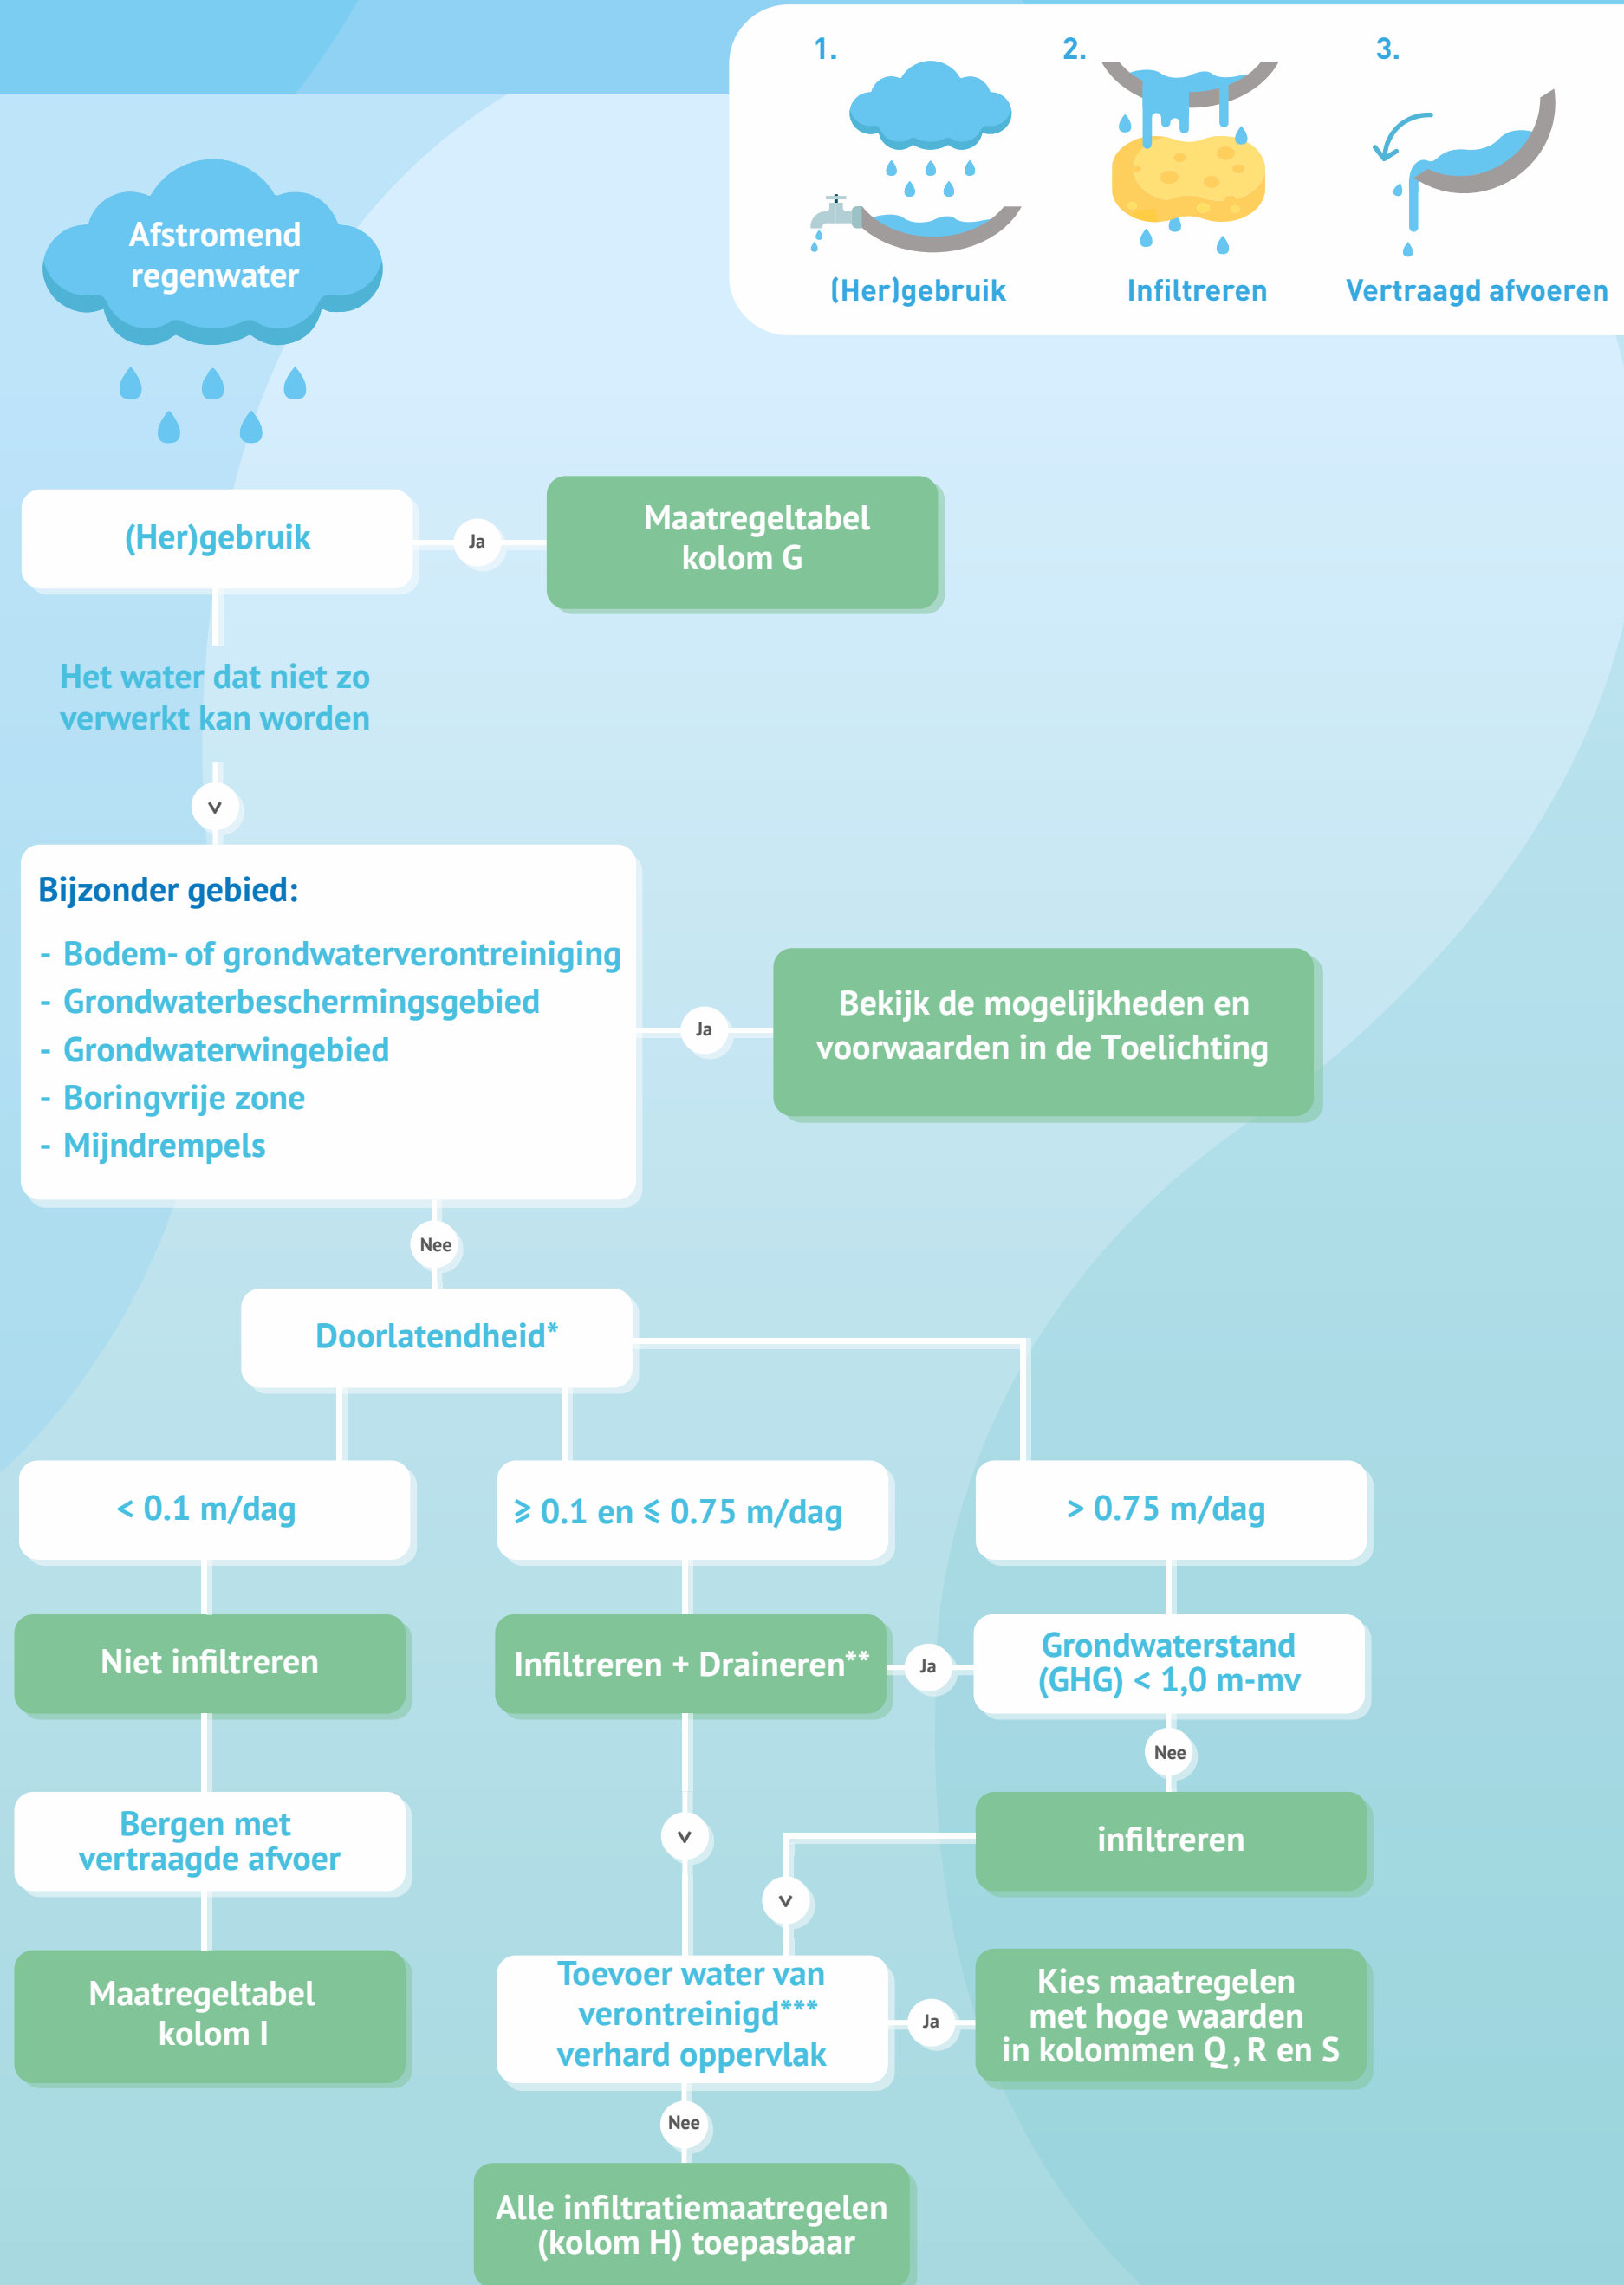 1.
2.
3.
(Her)gebruik
Infiltreren
Vertraagd afvoeren
Afstromend
regenwater
(Her)gebruik
Ja
Maatregeltabel
kolom G
Het water dat niet zo
verwerkt kan worden
v
Bijzonder gebied:
- Bodem- of grondwaterverontreiniging
- Grondwaterbeschermingsgebied
- Grondwaterwingebied
- Boringvrije zone
- Mijndrempels
Ja
Bekijk de mogelijkheden en
voorwaarden in de Toelichting
Nee
Doorlatendheid*
< 0.1 m/dag
⩾ 0.1 en ⩽ 0.75 m/dag
> 0.75 m/dag
Niet infiltreren
Infiltreren + Draineren**
Ja
Grondwaterstand
(GHG) < 1,0 m-mv
Nee
Bergen met
vertraagde afvoer
v
infiltreren
v
Maatregeltabel
kolom I
Toevoer water van
verontreinigd***
verhard oppervlak
Ja
Kies maatregelen
met hoge waarden
in kolommen Q , R en S
Nee
Alle infiltratiemaatregelen
(kolom H) toepasbaar